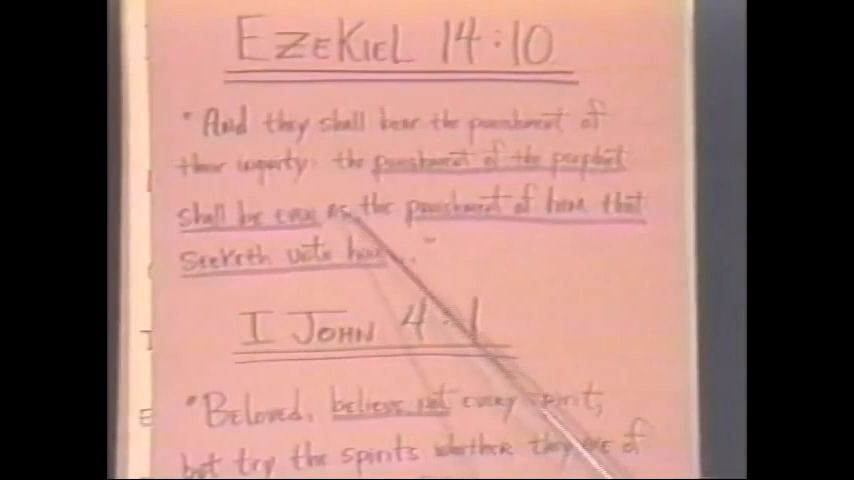 EZEKIEL 14:10
"And they shall bear the punishment of
their iniquity: the punishment of the prophet
shall be even as the punishment of him that
seeketh unto him..."
I JOHN 4:1
"Beloved, believe not every spirit,
but try the spirits whether they are of